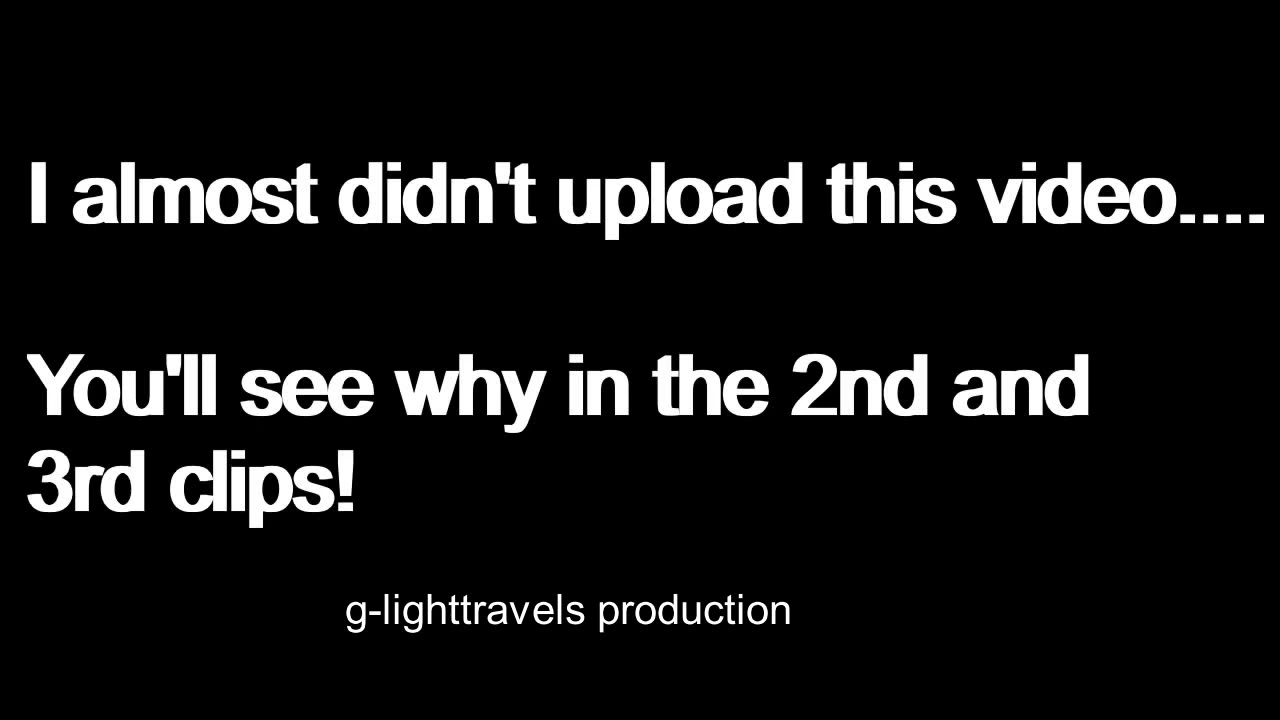 I almost didn't upload this video....
You'll see why in the 2nd and
3rd clips!
g-lighttravels production